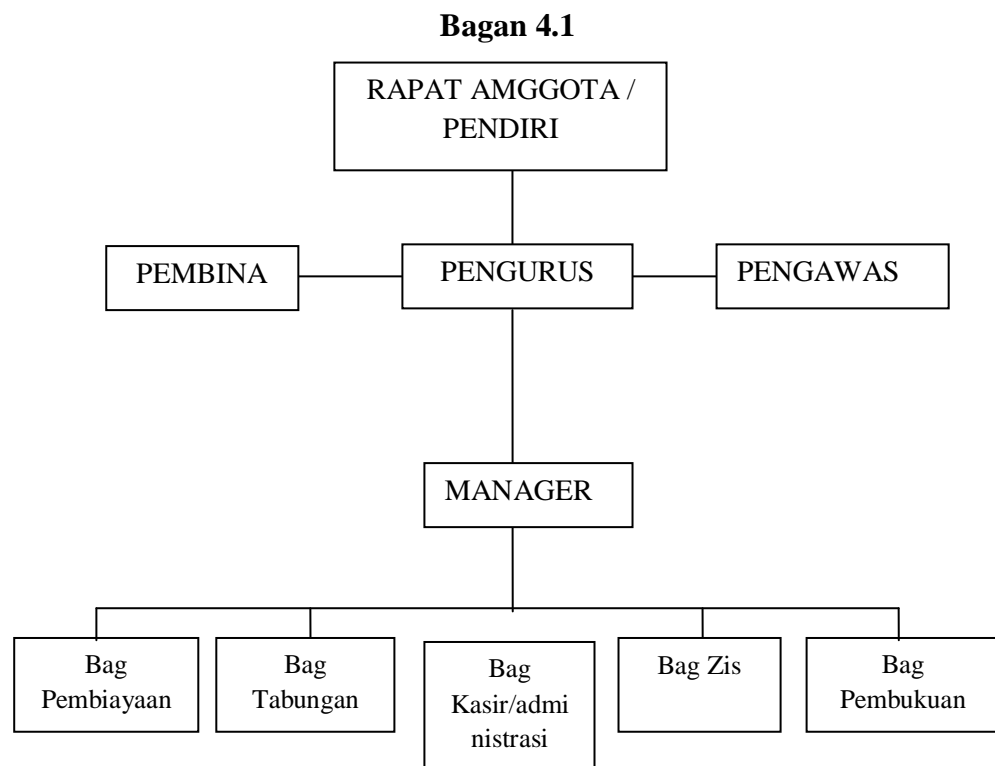 Bagan 4.1
RAPAT AMGGOTA /
PENDIRI
PEMBINA
PENGURUS
PENGAWAS
MANAGER
Bag
Pembiayaan
Bag
Tabungan
Bag
Kasir/admi
nistrasi
Bag Zis
Bag
Pembukuan